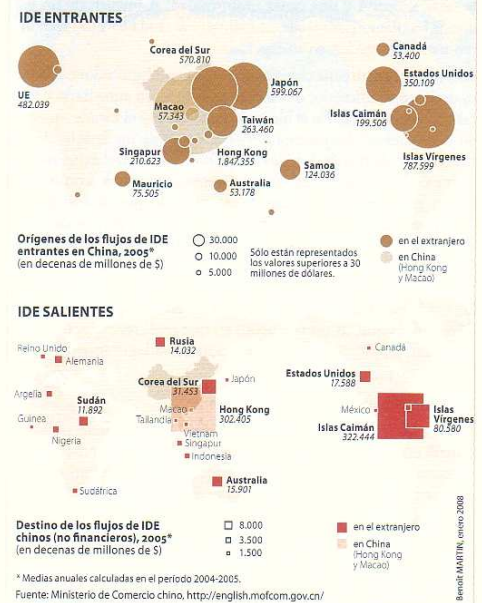 IDE ENTRANTES
Corea del Sur
570.810
Canadá
53.400
Estados Unidos
350.109
Japón
599.067
UE
482.039
Macao
57.343
Taiwán
263.460
Islas Caimán
199.506
Singapur
210.623
Hong Kong
1.847.355
Islas Vírgenes
787.599
Samoa
124.036
Mauricio
75.505
Australia
53.178
Orígenes de los flujos de IDE
entrantes en China, 2005*
(en decenas de millones de $)
30.000
10.000
5.000
Sólo están representados
los valores superiores a 30
millones de dólares.
en el extranjero
en China
(Hong Kong
y Macao)
IDE SALIENTES
Reino Unido
Alemania
Rusia
14.032
Canadá
Corea del Sur
31.453
Japón
Estados Unidos
17.588
Argelia
Sudán
11.892
Guinea
Nigeria
Macao
Tailandia
Hong Kong
302.405
Vietnam
Singapur
Indonesia
México
Islas Caimán
322.444
Islas
Vírgenes
80.580
Sudáfrica
Australia
15.901
Destino de los flujos de IDE
chinos (no financieros), 2005*
(en decenas de millones de $)
8.000
3.500
1.500
en el extranjero
en China
(Hong Kong
y Macao)
* Medias anuales calculadas en el período 2004-2005.
Fuente: Ministerio de Comercio chino, http://english.mofcom.gov.cn/
Benoît MARTIN, enero 2008